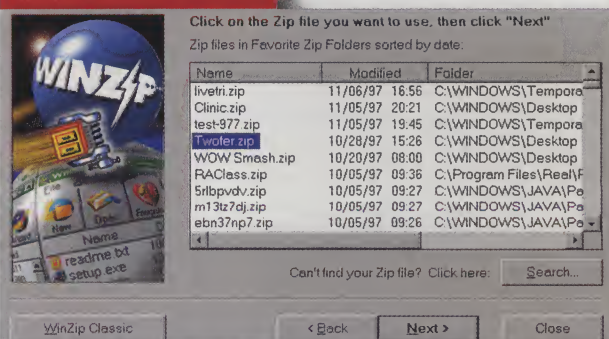 Click on the Zip file you want to use, then click "Next"
Zip files in Favorite Zip Folders sorted by date:
WINZIP
Name Modified Folder
livetri.zip 11/06/97 16:56 C:\WINDOWS\Tempora
Clinic.zip 11/05/97 20:21 C:\WINDOWS\Desktop
test-977.zip 11/05/97 19:45 C:\WINDOWS\Tempora
Twofer.zip 10/28/97 15:26 C:\WINDOWS\Desktop
WOW Smash.zip 10/20/97 08:00 C:\WINDOWS\Desktop
RAClass.zip 10/05/97 09:36 C:\Program Files\Real\
5rlbpvdv.zip 10/05/97 09:27 C:\WINDOWS\JAVA\Pa
m13tz7dj.zip 10/05/97 09:27 C:\WINDOWS\JAVA\Pa
ebn37np7.zip 10/05/97 09:26 C:\WINDOWS\JAVA\Pa
File
New Open
Name
readme.txt
setup.exe
Can't find your Zip file? Click here: Search...
WinZip Classic < Back Next > Close